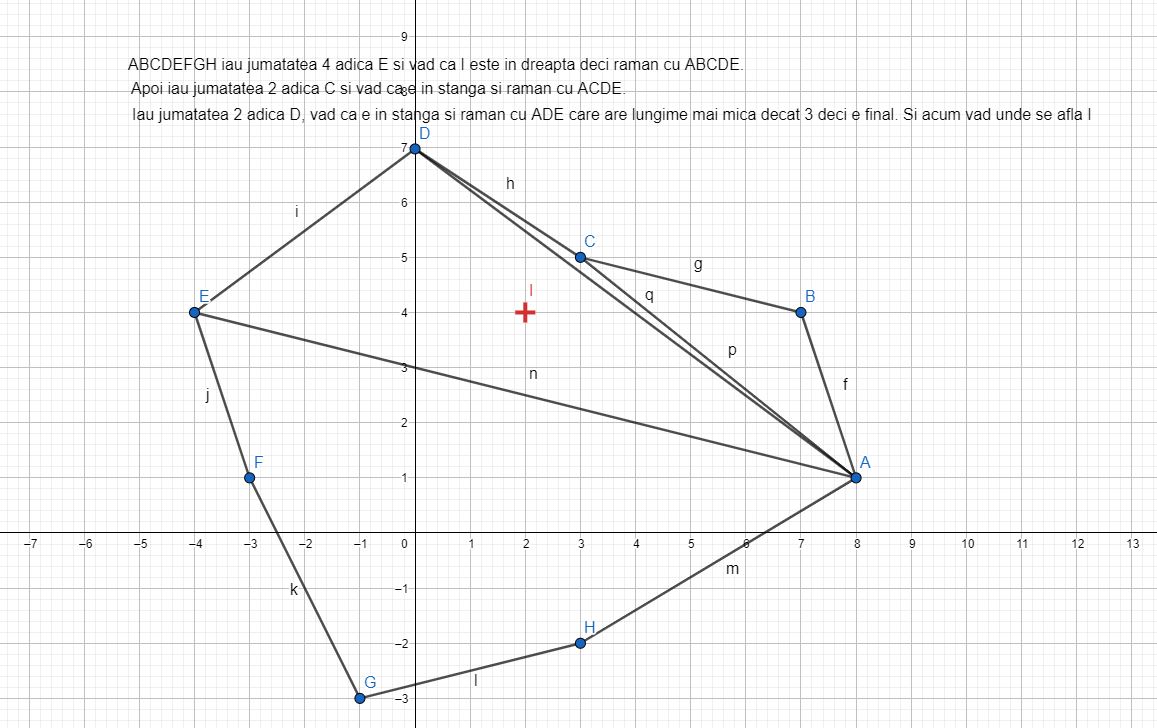 9
ABCDEFGH iau jumatatea 4 adica E si vad ca I este in dreapta deci raman cu ABCDE.
Apoi iau jumatatea 2 adica C si vad ca e in stanga si raman cu ACDE.
8
Iau jumatatea 2 adica D, vad ca e in stanga si raman cu ADE care are lungime mai mica decat 3 deci e final. Si acum vad unde se afla I
D
7
h
6
i
C
5
g
E
I
q
B
4
p
3
n
f
j
2
F
A
1
–7 –6 –5 –4 –3 –2 –1 0 1 2 3 4 5 6 7 8 9 10 11 12 13
m
k
–1
H
–2
G
l
–3